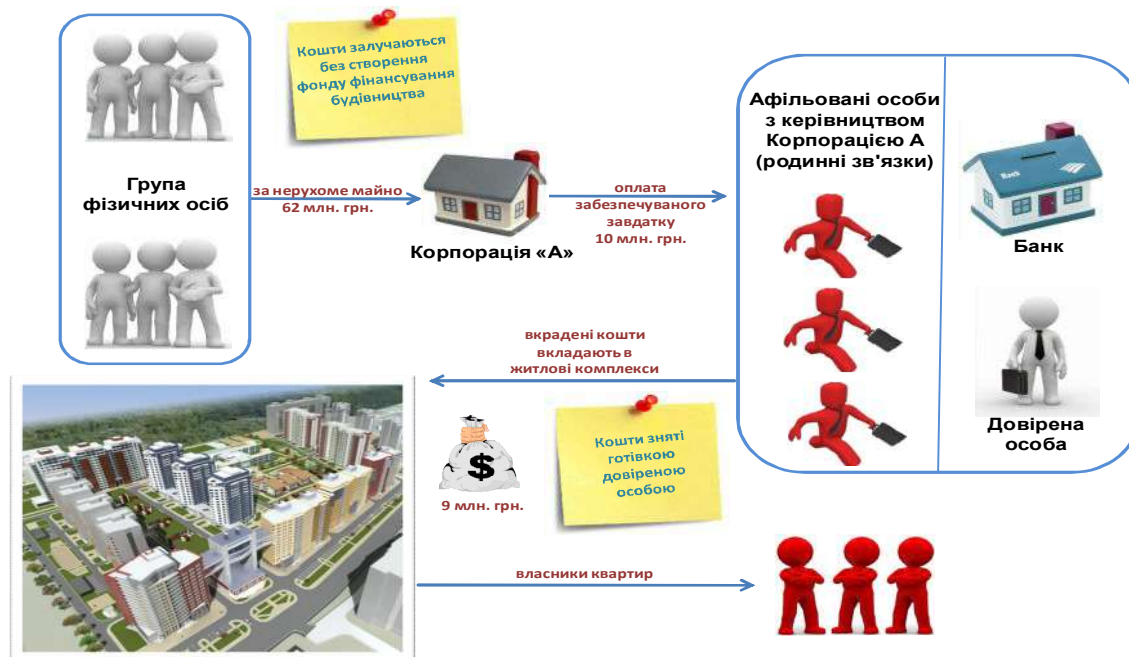 Кошти залучаються
без створення
фонду фінансування
будівництва
Група
фізичних осіб
за нерухоме майно
62 млн. грн.
Корпорація «А»
оплата
забезпечуваного
завдатку
10 млн. грн.
Афільовані особи
з керівництвом
Корпорацією А
(родинні зв'язки)
Банк
Довірена
особа
вкрадені кошти
вкладають в
житлові комплекси
9 млн. грн.
Кошти зняті
готівкою
довіреною
особою
власники квартир